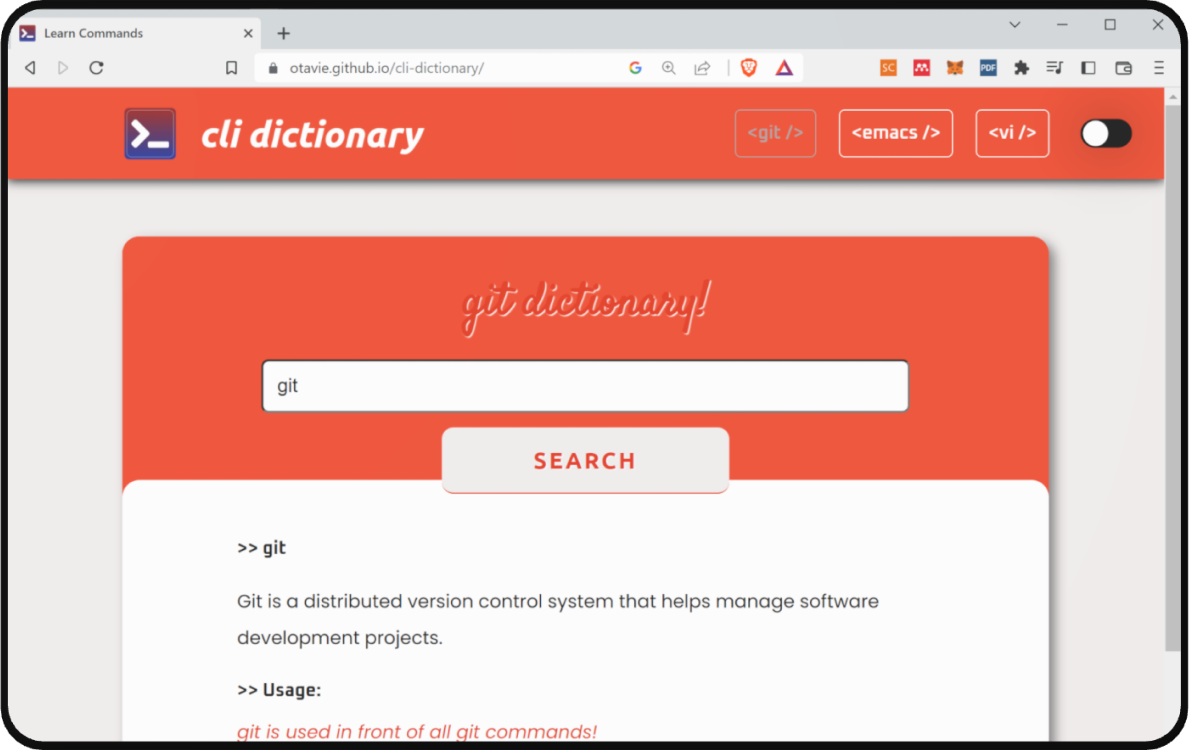 Learn Commands
otavie.github.io/cli-dictionary/
SC
PDF
cli dictionary
<git />
<emacs />
<vi />
git dictionary!
git
SEARCH
>> git
Git is a distributed version control system that helps manage software
development projects.
>> Usage:
git is used in front of all git commands!